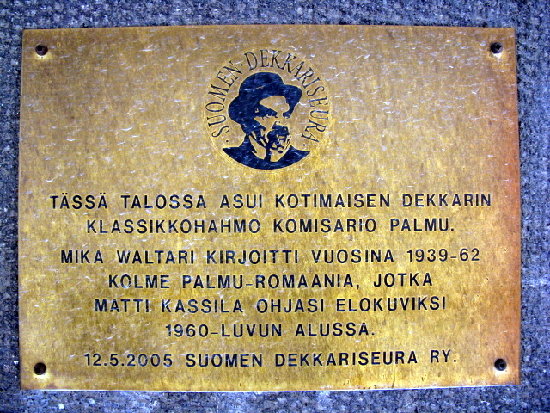 SUOMEN DEKKARISEURA
TÄSSÄ TALOSSA ASUI KOTIMAISEN DEKKARIN
KLASSIKKOHAHMO KOMISARIO PALMU.
MIKA WALTARI KIRJOITTI VUOSINA 1939-62
KOLME PALMU-ROMAANIA, JOTKA
MATTI KASSILA OHJASI ELOKUVIKSI
1960-LUVUN ALUSSA.
12.5.2005 SUOMEN DEKKARISEURA RY.